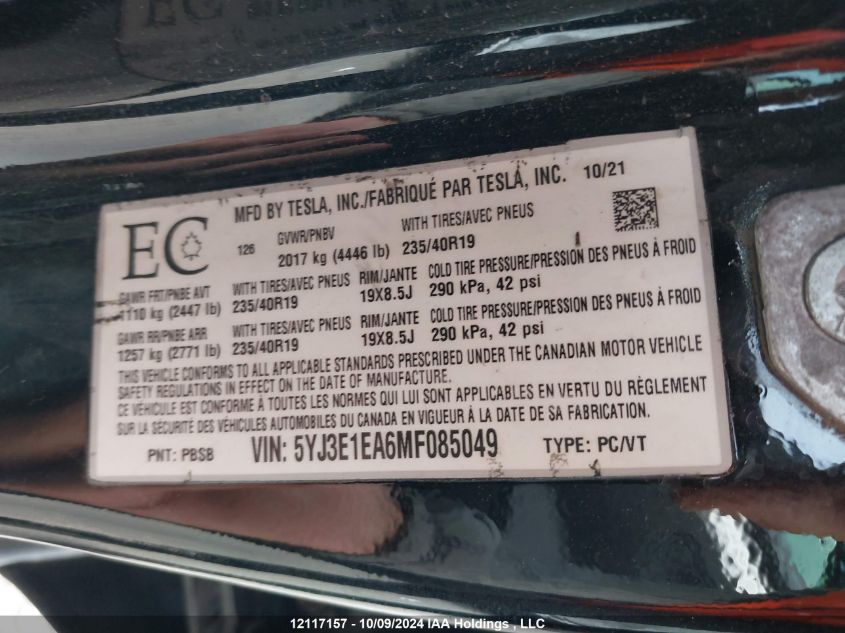 MFD BY TESLA, INC./FABRIQUÉ PAR TESLA, INC. 10/21
EC
126
GVWR/PNBV
2017 kg (4446 lb)
WITH TIRES/AVEC PNEUS
235/40R19
GAWR FRT/PNBE AVT
1110 kg (2447 lb)
WITH TIRES/AVEC PNEUS
235/40R19
RIM/JANTE
19X8.5J
COLD TIRE PRESSURE/PRESSION DES PNEUS À FROID
290 kPa, 42 psi
GAWR RR/PNBE ARR
1257 kg (2771 lb)
WITH TIRES/AVEC PNEUS
235/40R19
RIM/JANTE
19X8.5J
COLD TIRE PRESSURE/PRESSION DES PNEUS À FROID
290 kPa, 42 psi
THIS VEHICLE CONFORMS TO ALL APPLICABLE STANDARDS PRESCRIBED UNDER THE CANADIAN MOTOR VEHICLE
SAFETY REGULATIONS IN EFFECT ON THE DATE OF MANUFACTURE.
CE VÉHICULE EST CONFORME À TOUTES LES NORMES QUI LUI SONT APPLICABLES EN VERTU DU RÈGLEMENT
SUR LA SÉCURITÉ DES VÉHICULES AUTOMOBILES DU CANADA EN VIGUEUR À LA DATE DE SA FABRICATION.
PNT: PBSB VIN: 5YJ3E1EA6MF085049 TYPE: PC/VT
12117157 - 10/09/2024 IAA Holdings , LLC